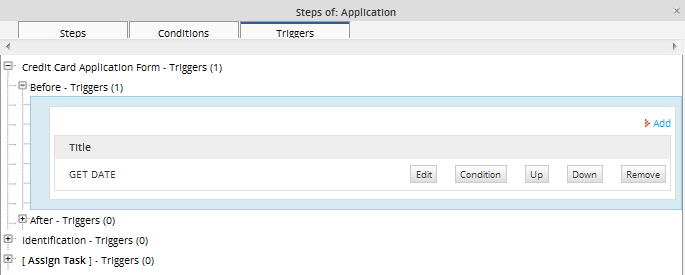 Steps of: Application
Steps Conditions Triggers
Credit Card Application Form - Triggers (1)
Before - Triggers (1)
Add
Title
GET DATE Edit Condition Up Down Remove
After - Triggers (0)
Identification - Triggers (0)
[ Assign Task ] - Triggers (0)